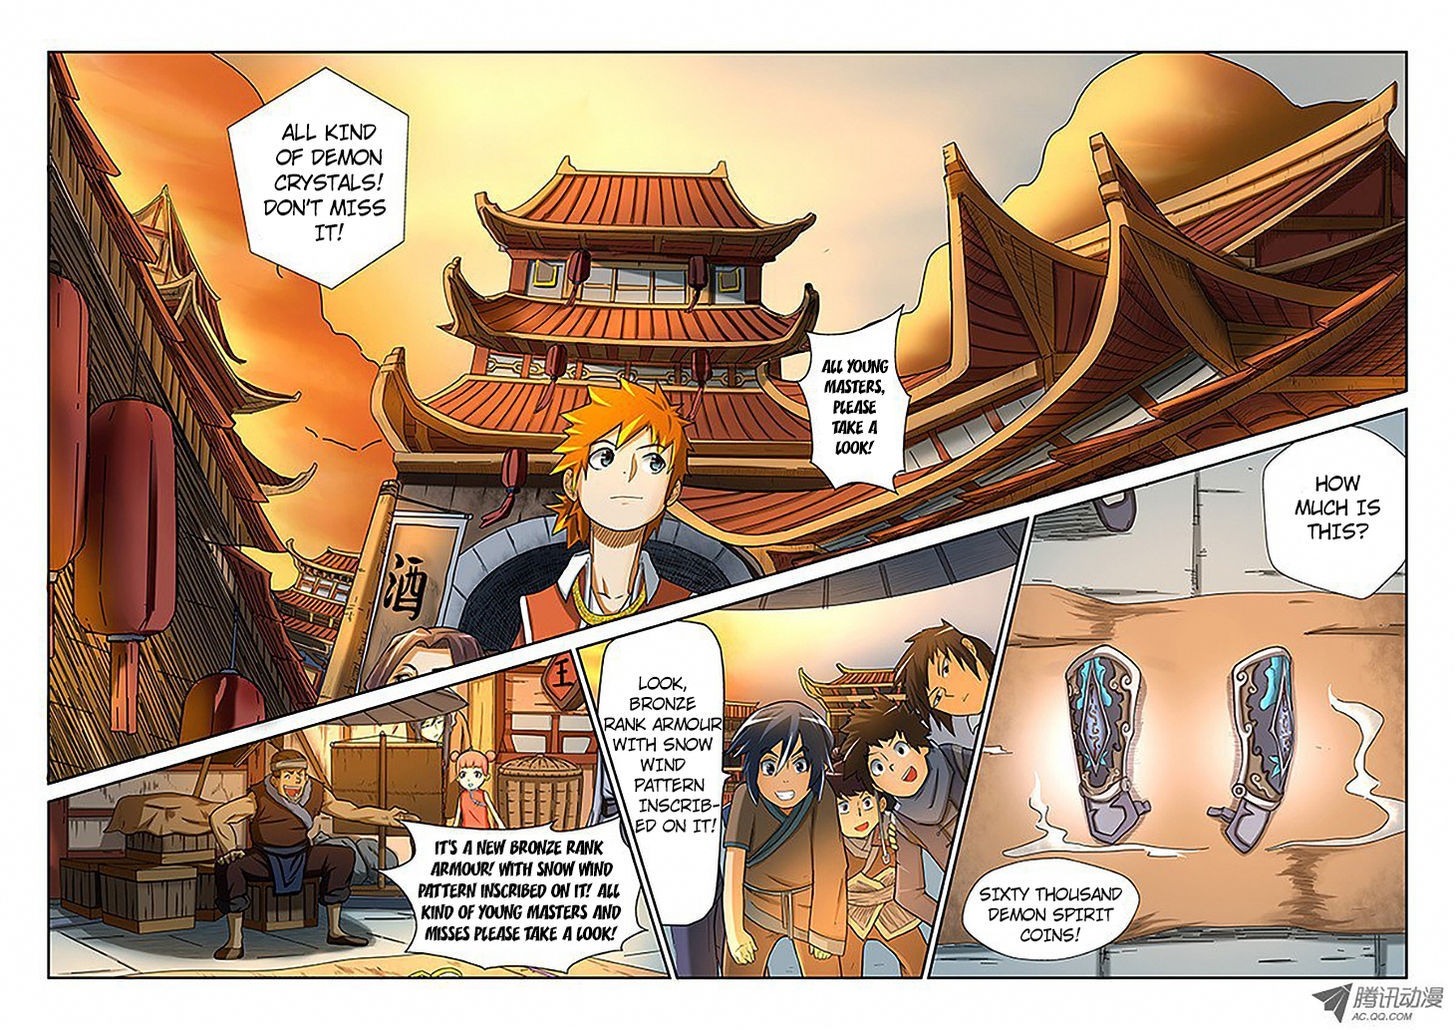 ALL KIND
OF DEMON
CRYSTALS!
DON'T MISS
IT!
ALL YOUNG
MASTERS,
PLEASE
TAKE A
LOOK!
酒
王
IT'S A NEW BRONZE RANK
ARMOUR! WITH SNOW WIND
PATTERN INSCRIBED ON IT! ALL
KIND OF YOUNG MASTERS AND
MISSES PLEASE TAKE A LOOK!
LOOK,
BRONZE
RANK ARMOUR
WITH SNOW
WIND
PATTERN
INSCRIB-
ED ON IT!
HOW
MUCH IS
THIS?
SIXTY THOUSAND
DEMON SPIRIT
COINS!
腾讯动漫
AC.QQ.COM